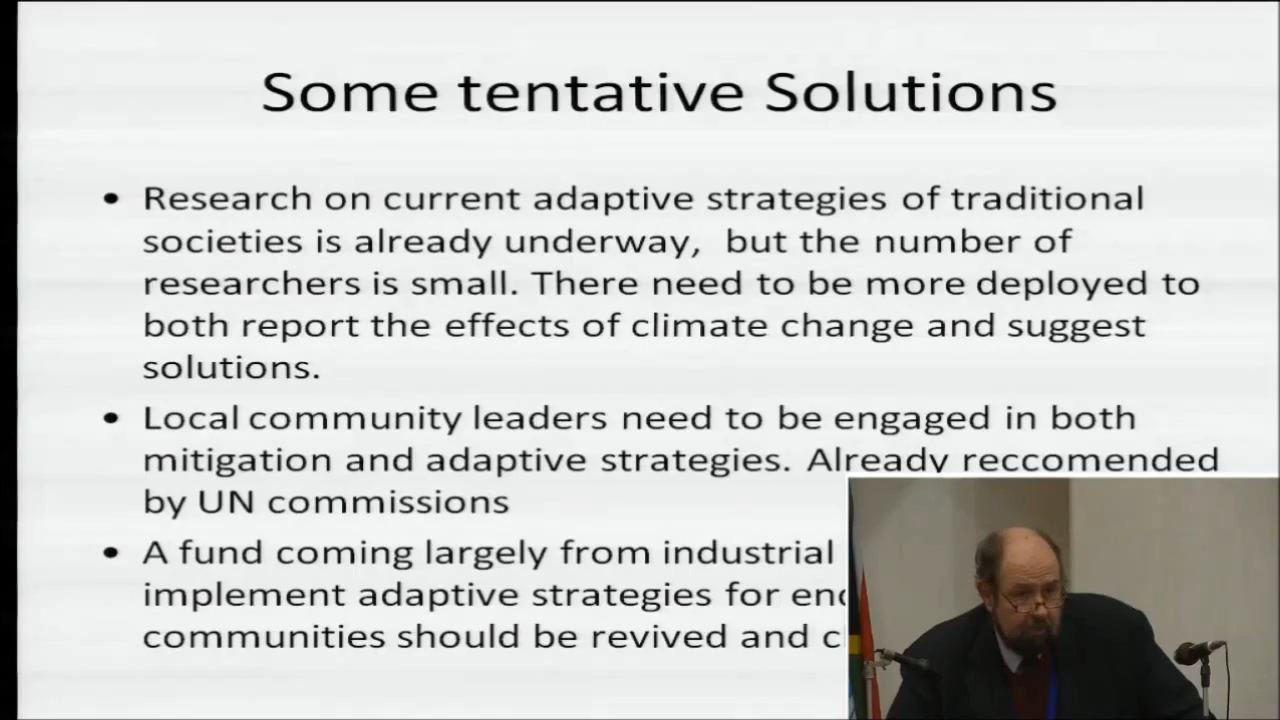 Some tentative Solutions
• Research on current adaptive strategies of traditional
societies is already underway, but the number of
researchers is small. There need to be more deployed to
both report the effects of climate change and suggest
solutions.
• Local community leaders need to be engaged in both
mitigation and adaptive strategies. Already reccomended
by UN commissions
• A fund coming largely from industrial
implement adaptive strategies for
communities should be revived and